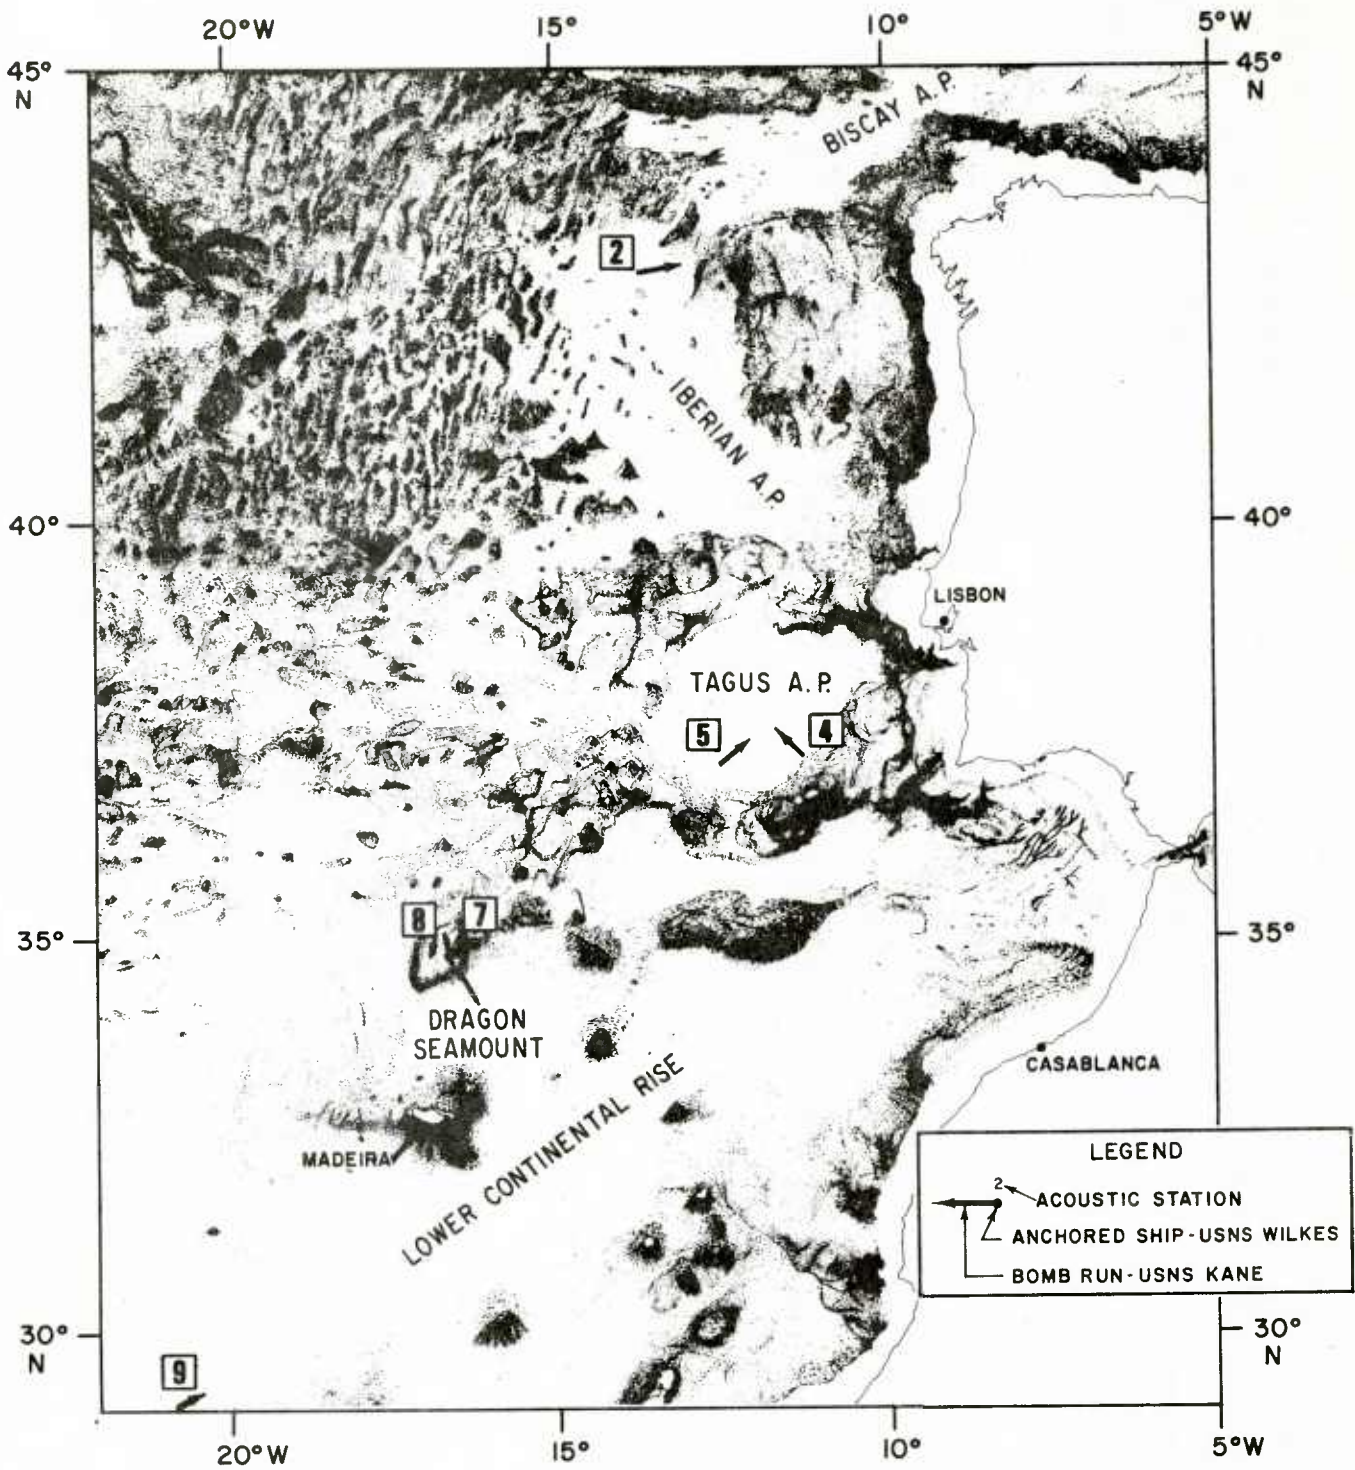 20°W 15° 10° 5°W
45°
N
45°
N
BISCAY A.P.
2
IBERIAN A.P.
40°
40°
LISBON
TAGUS A.P.
5
4
8
7
35°
35°
DRAGON
SEAMOUNT
CASABLANCA
MADEIRA
LOWER CONTINENTAL RISE
LEGEND
2
ACOUSTIC STATION
ANCHORED SHIP-USNS WILKES
BOMB RUN-USNS KANE
30°
N
30°
N
9
20°W 15° 10° 5°W